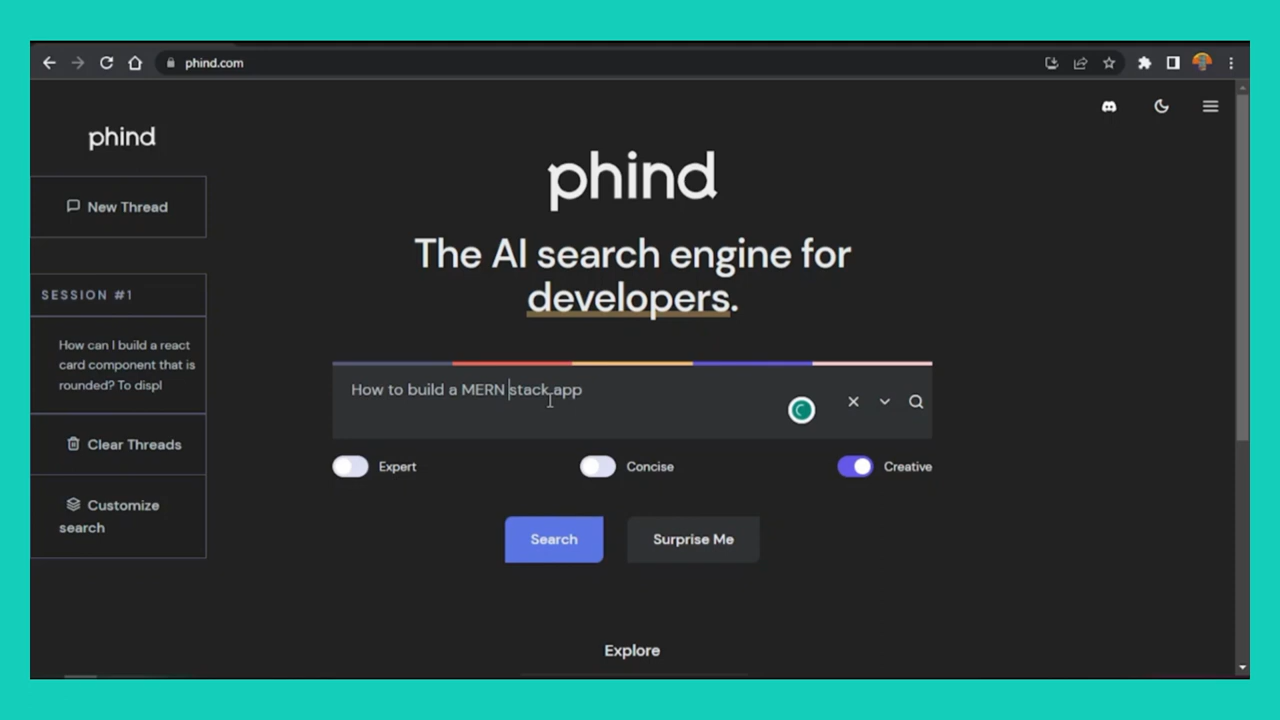 phind.com
phind
New Thread
SESSION #1
How can I build a react
card component that is
rounded? To displ
Clear Threads
Customize
search
phind
The AI search engine for
developers.
How to build a MERN stack app
Expert
Concise
Creative
Search
Surprise Me
Explore